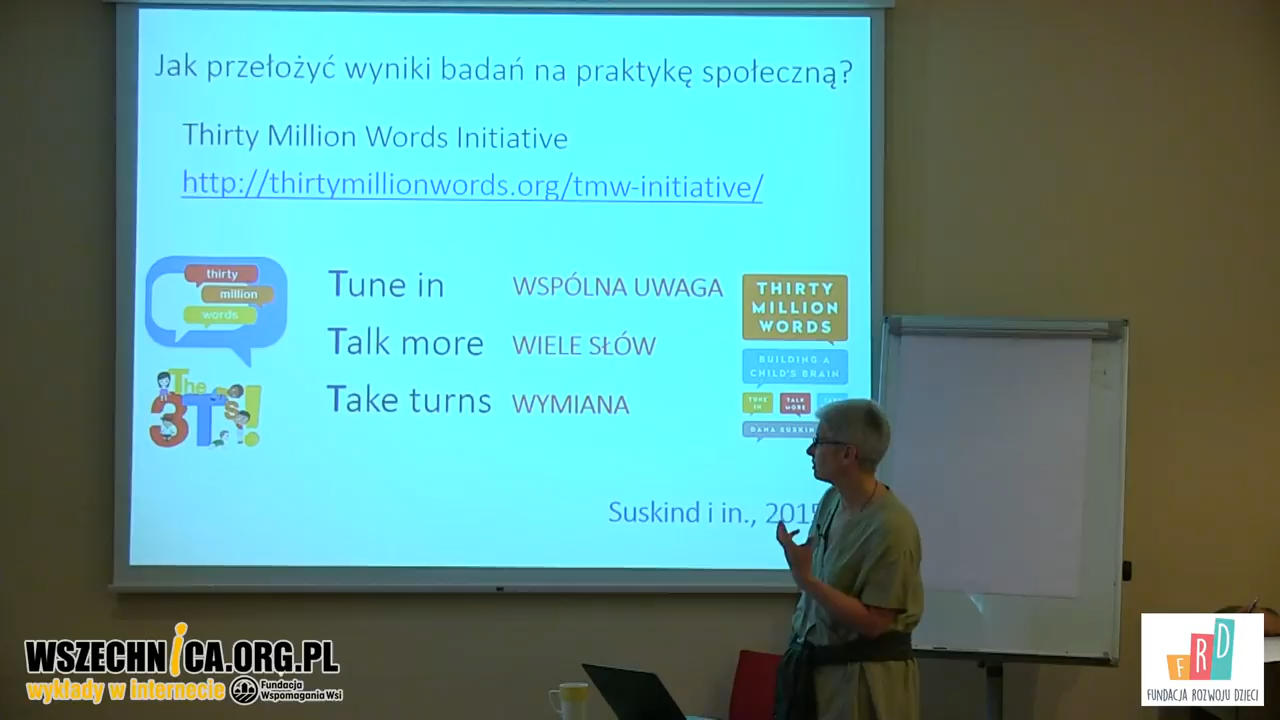 Jak przełożyć wyniki badań na praktykę społeczną?
Thirty Million Words Initiative
http://thirtymillionwords.org/tmw-initiative/
thirty
million
words
The
3T's!
Tune in WSPÓLNA UWAGA
Talk more WIELE SŁÓW
Take turns WYMIANA
THIRTY
MILLION
WORDS
BUILDING A
CHILD'S BRAIN
TUNE
IN
TALK
MORE
DANA SUSKIN
Suskind i in., 2015
WSZECHNICA.ORG.PL
wykłady w internecie
Fundacja
Wspomagania Wsi
FRD
FUNDACJA ROZWOJU DZIECI